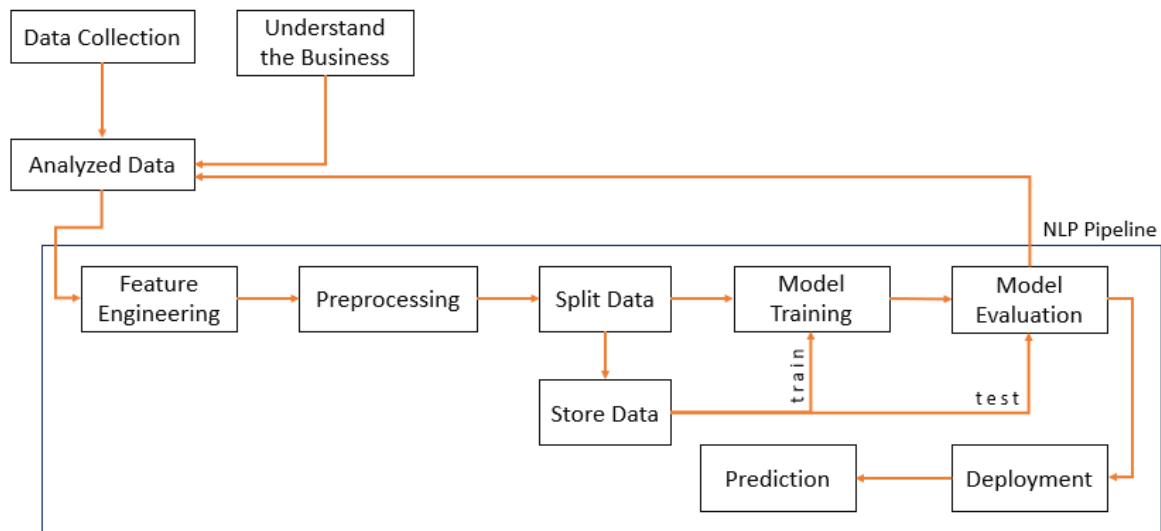 Data Collection
Understand
the Business
Analyzed Data
NLP Pipeline
Feature
Engineering
Preprocessing
Split Data
Model
Training
Model
Evaluation
train
test
Store Data
Prediction
Deployment